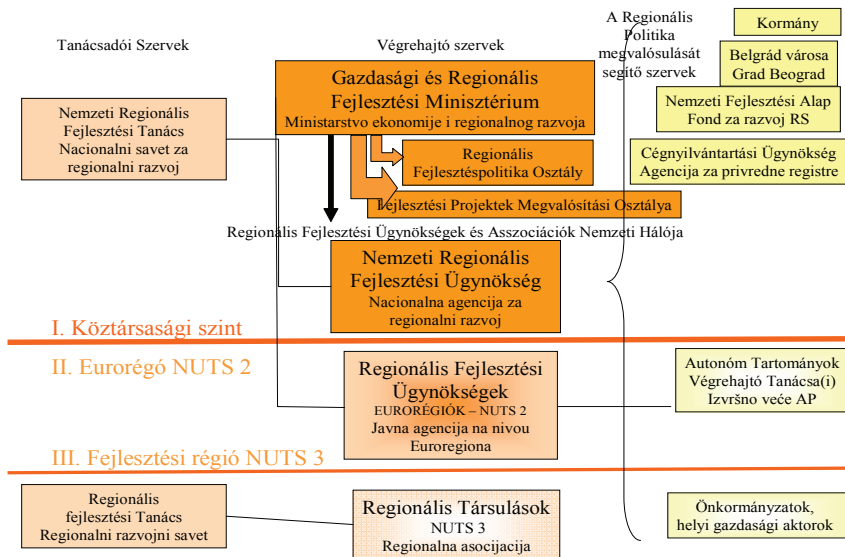 Tanácsadói Szervek
Végrehajtó szervek
A Regionális
Politika
megvalósulását
segítő szervek
Kormány
Belgrád városa
Grad Beograd
Nemzeti Fejlesztési Alap
Fond za razvoj RS
Cégnyilvántartási Ügynökség
Agencija za privredne registre
Gazdasági és Regionális
Fejlesztési Minisztérium
Ministarstvo ekonomije i regionalnog razvoja
Nemzeti Regionális
Fejlesztési Tanács
Nacionalni savet za
regionalni razvoj
Regionális
Fejlesztéspolitika Osztály
Fejlesztési Projektek Megvalósítási Osztálya
Regionális Fejlesztési Ügynökségek és Asszociációk Nemzeti Hálója
Nemzeti Regionális
Fejlesztési Ügynökség
Nacionalna agencija za
regionalni razvoj
I. Köztársasági szint
II. Eurorégó NUTS 2
Regionális Fejlesztési
Ügynökségek
EURORÉGIÓK – NUTS 2
Javna agencija na nivou
Euroregiona
Autonóm Tartományok
Végrehajtó Tanácsa(i)
Izvršno veće AP
III. Fejlesztési régió NUTS 3
Regionális
fejlesztési Tanács
Regionalni razvojni savet
Regionális Társulások
NUTS 3
Regionalna asocijacija
Önkormányzatok,
helyi gazdasági aktorok